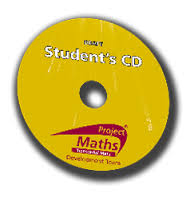 Student's CD
Project
Maths
Development Team